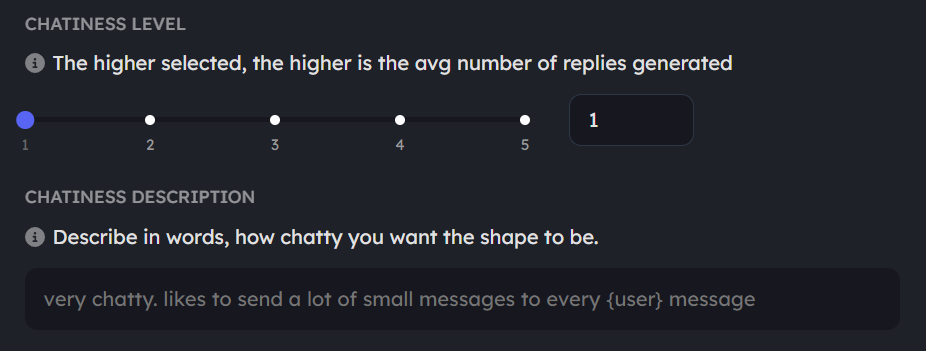 CHATINESS LEVEL
The higher selected, the higher is the avg number of replies generated
1
1 2 3 4 5
CHATINESS DESCRIPTION
Describe in words, how chatty you want the shape to be.
very chatty. likes to send a lot of small messages to every {user} message